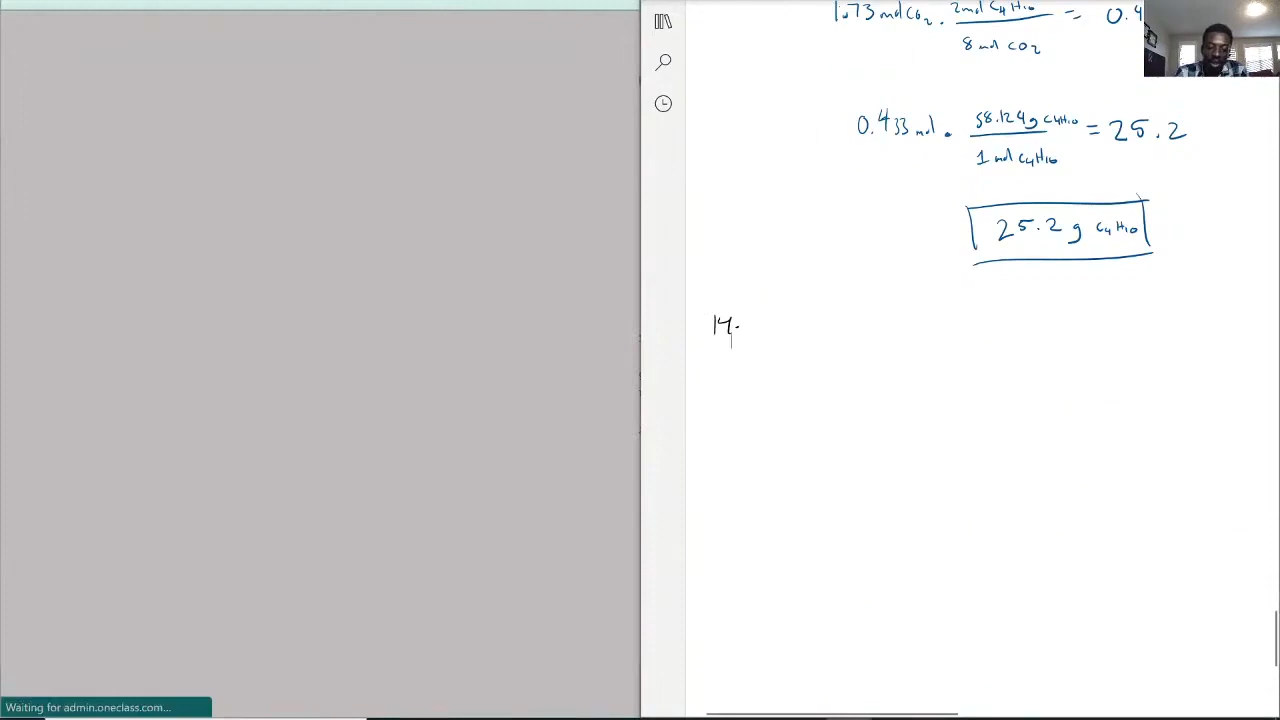 1.73 mol CO2 · 2 mol C4H10 = 0.4
8 mol CO2
0.433 mol · 58.124g C4H10 = 25.2
1 mol C4H10
25.2 g C4H10
14.
Waiting for admin.oneclass.com...